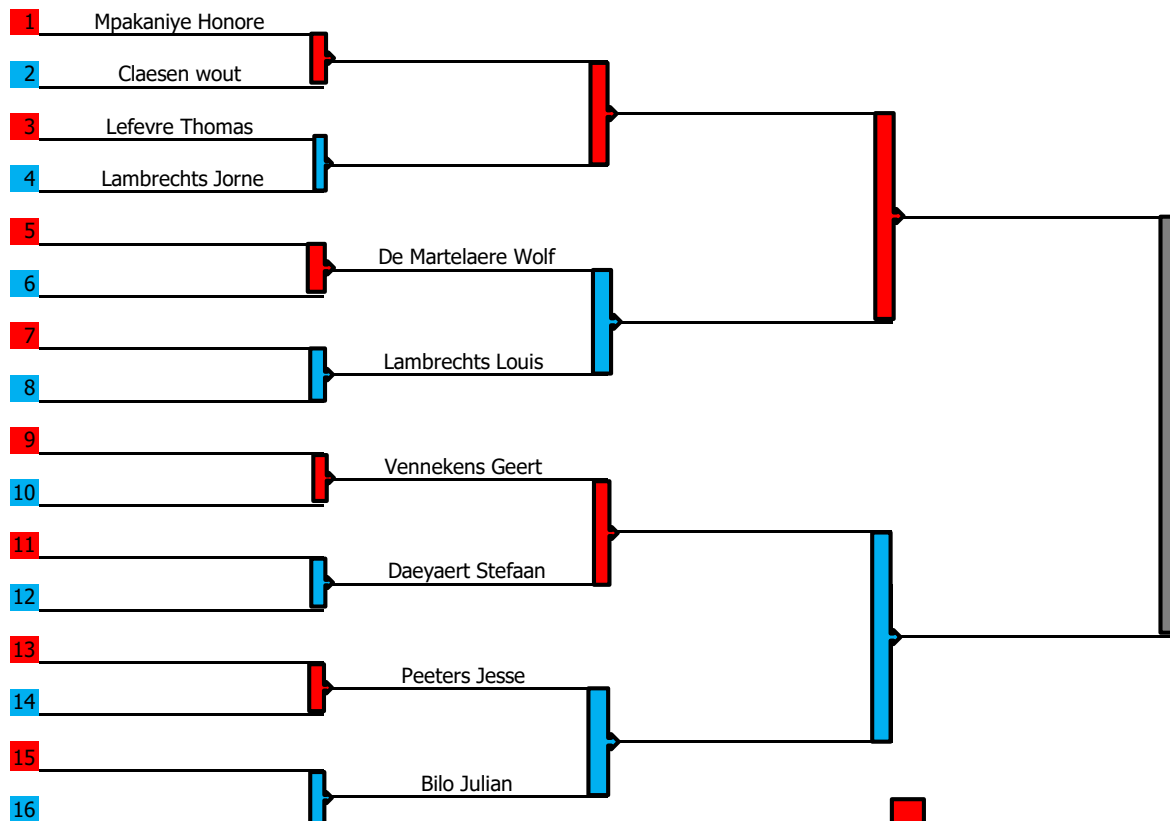 1 Mpakaniye Honore
2 Claesen wout
3 Lefevre Thomas
4 Lambrechts Jorne
5
De Martelaere Wolf
6
7
Lambrechts Louis
8
9
Vennekens Geert
10
11
Daeyaert Stefaan
12
13
Peeters Jesse
14
15
Bilo Julian
16